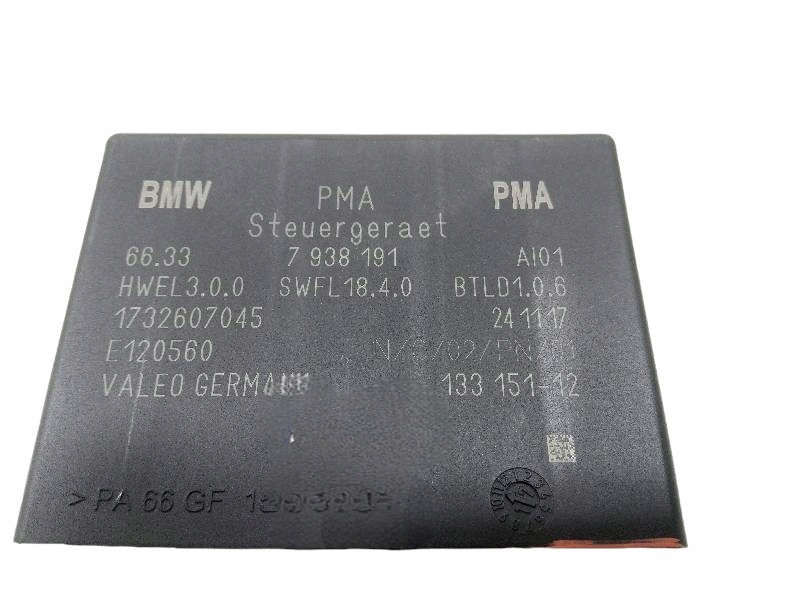 BMW PMA PMA
Steuergeraet
66.33 7 938 191 AI01
HWEL3.0.0 SWFL18.4.0 BTLD1.0.6
1732607045 24 11 17
E120560
VALEO GERMANY 133 151-12
>PA 66 GF